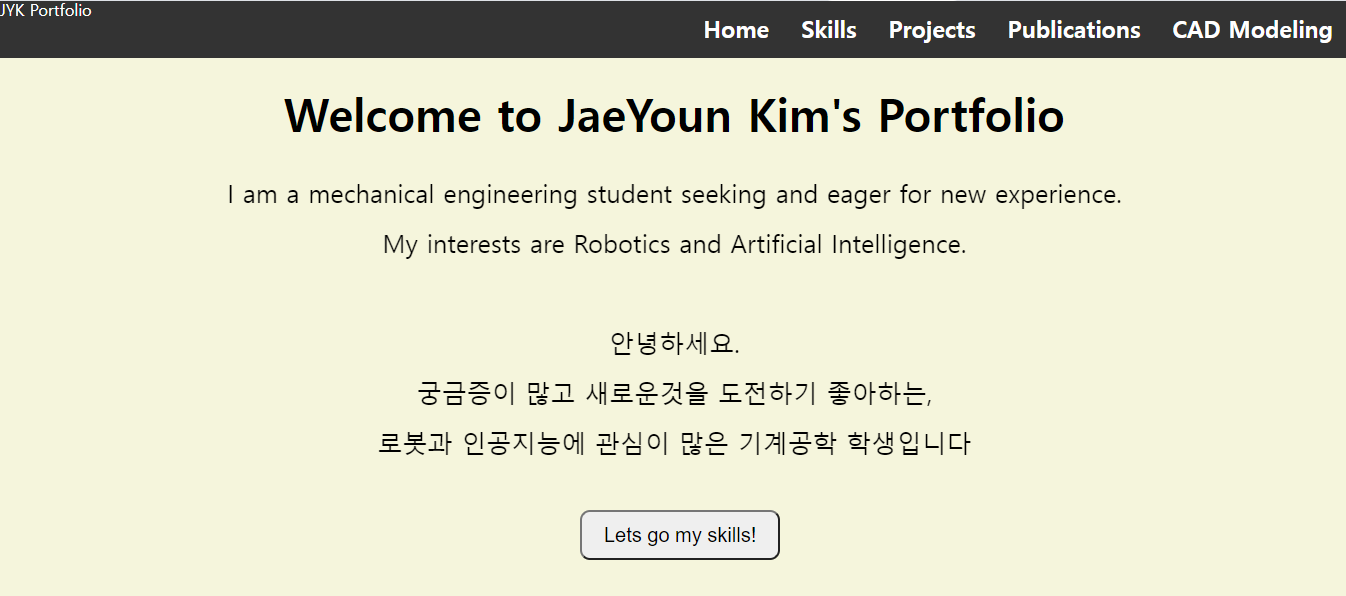 JYK Portfolio
Home Skills Projects Publications CAD Modeling
Welcome to JaeYoun Kim's Portfolio
I am a mechanical engineering student seeking and eager for new experience.
My interests are Robotics and Artificial Intelligence.
안녕하세요.
궁금증이 많고 새로운것을 도전하기 좋아하는,
로봇과 인공지능에 관심이 많은 기계공학 학생입니다
Lets go my skills!